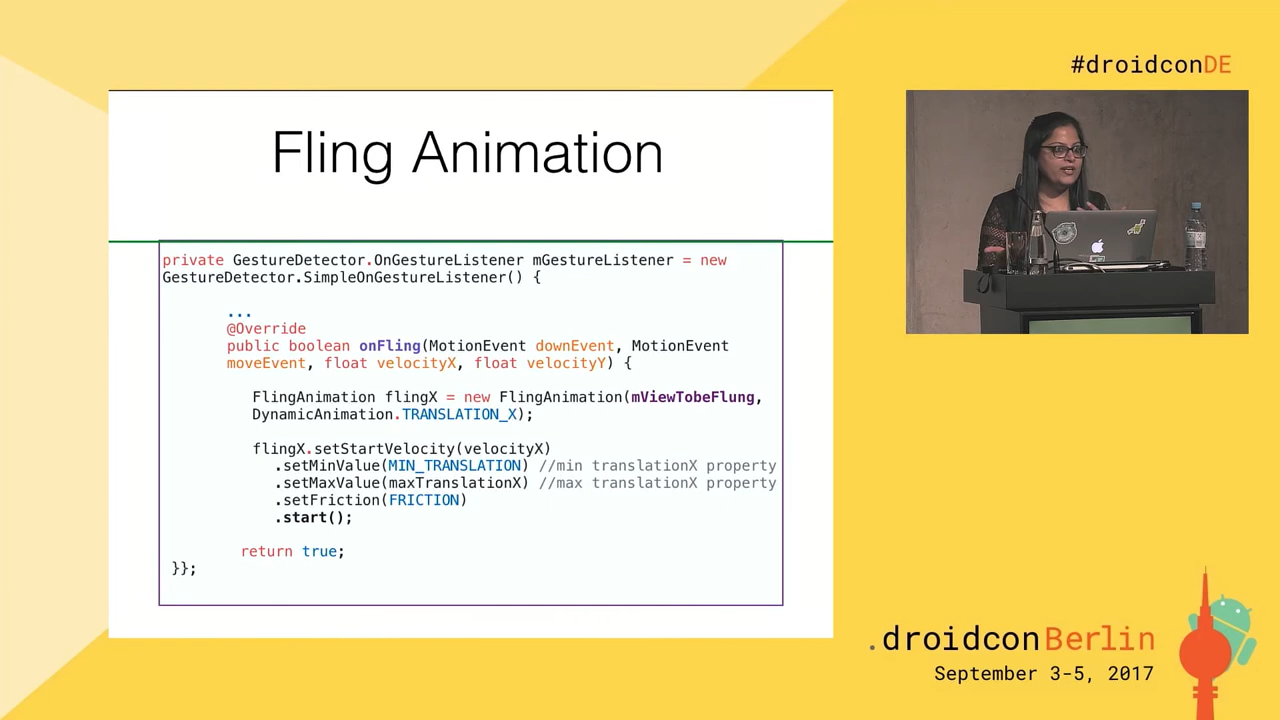 #droidconDE
Fling Animation
private GestureDetector.OnGestureListener mGestureListener = new
GestureDetector.SimpleOnGestureListener() {
...
@Override
public boolean onFling(MotionEvent downEvent, MotionEvent
moveEvent, float velocityX, float velocityY) {
FlingAnimation flingX = new FlingAnimation(mViewTobeFlung,
DynamicAnimation.TRANSLATION_X);
flingX.setStartVelocity(velocityX)
.setMinValue(MIN_TRANSLATION) //min translationX property
.setMaxValue(maxTranslationX) //max translationX property
.setFriction(FRICTION)
.start();
return true;
}};
.droidconBerlin
September 3-5, 2017